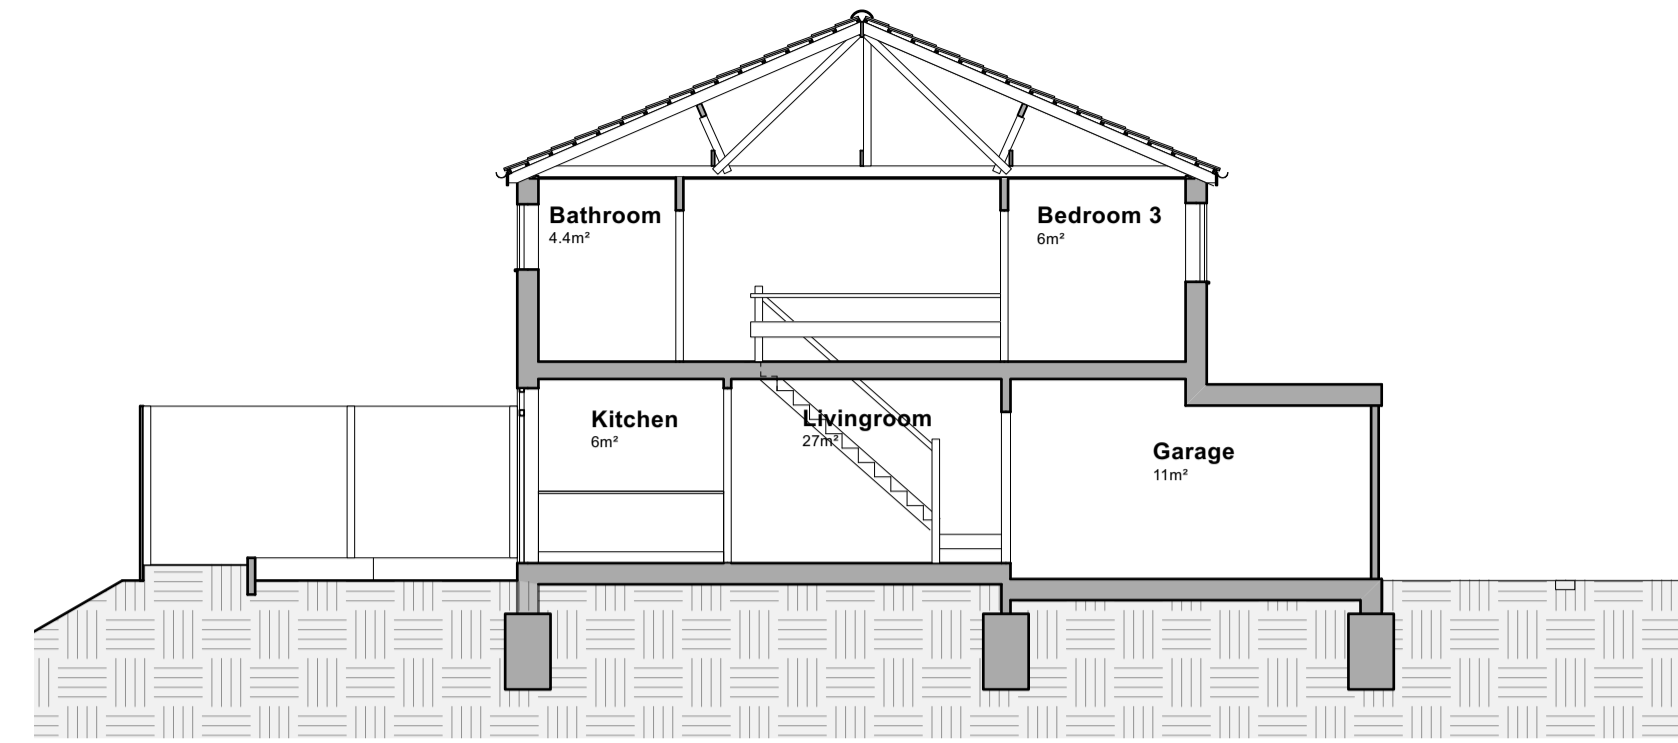 Bathroom
4.4m²
Bedroom 3
6m²
Kitchen
6m²
Livingroom
27m²
Garage
11m²